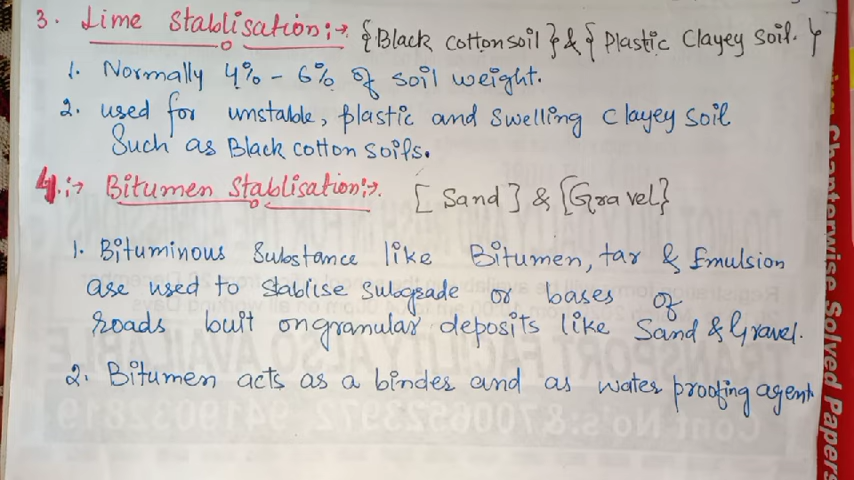 3. Lime Stablisation:→ {Black Cottonsoil} & { Plastic Clayey Soil. }
1. Normally 4% - 6% of soil weight.
2. used for unstable, plastic and swelling Clayey Soil
Such as Black cotton soils.
4.:→ Bitumen Stablisation:→. [ Sand ] & {Gravel}
1. Bituminous Substance like Bitumen, tar & Emulsion
are used to stablise subgrade or bases of
roads buit on granular deposits like Sand & Gravel.
2. Bitumen acts as a binder and as water proofing agent
Chapterwise Solved Papers